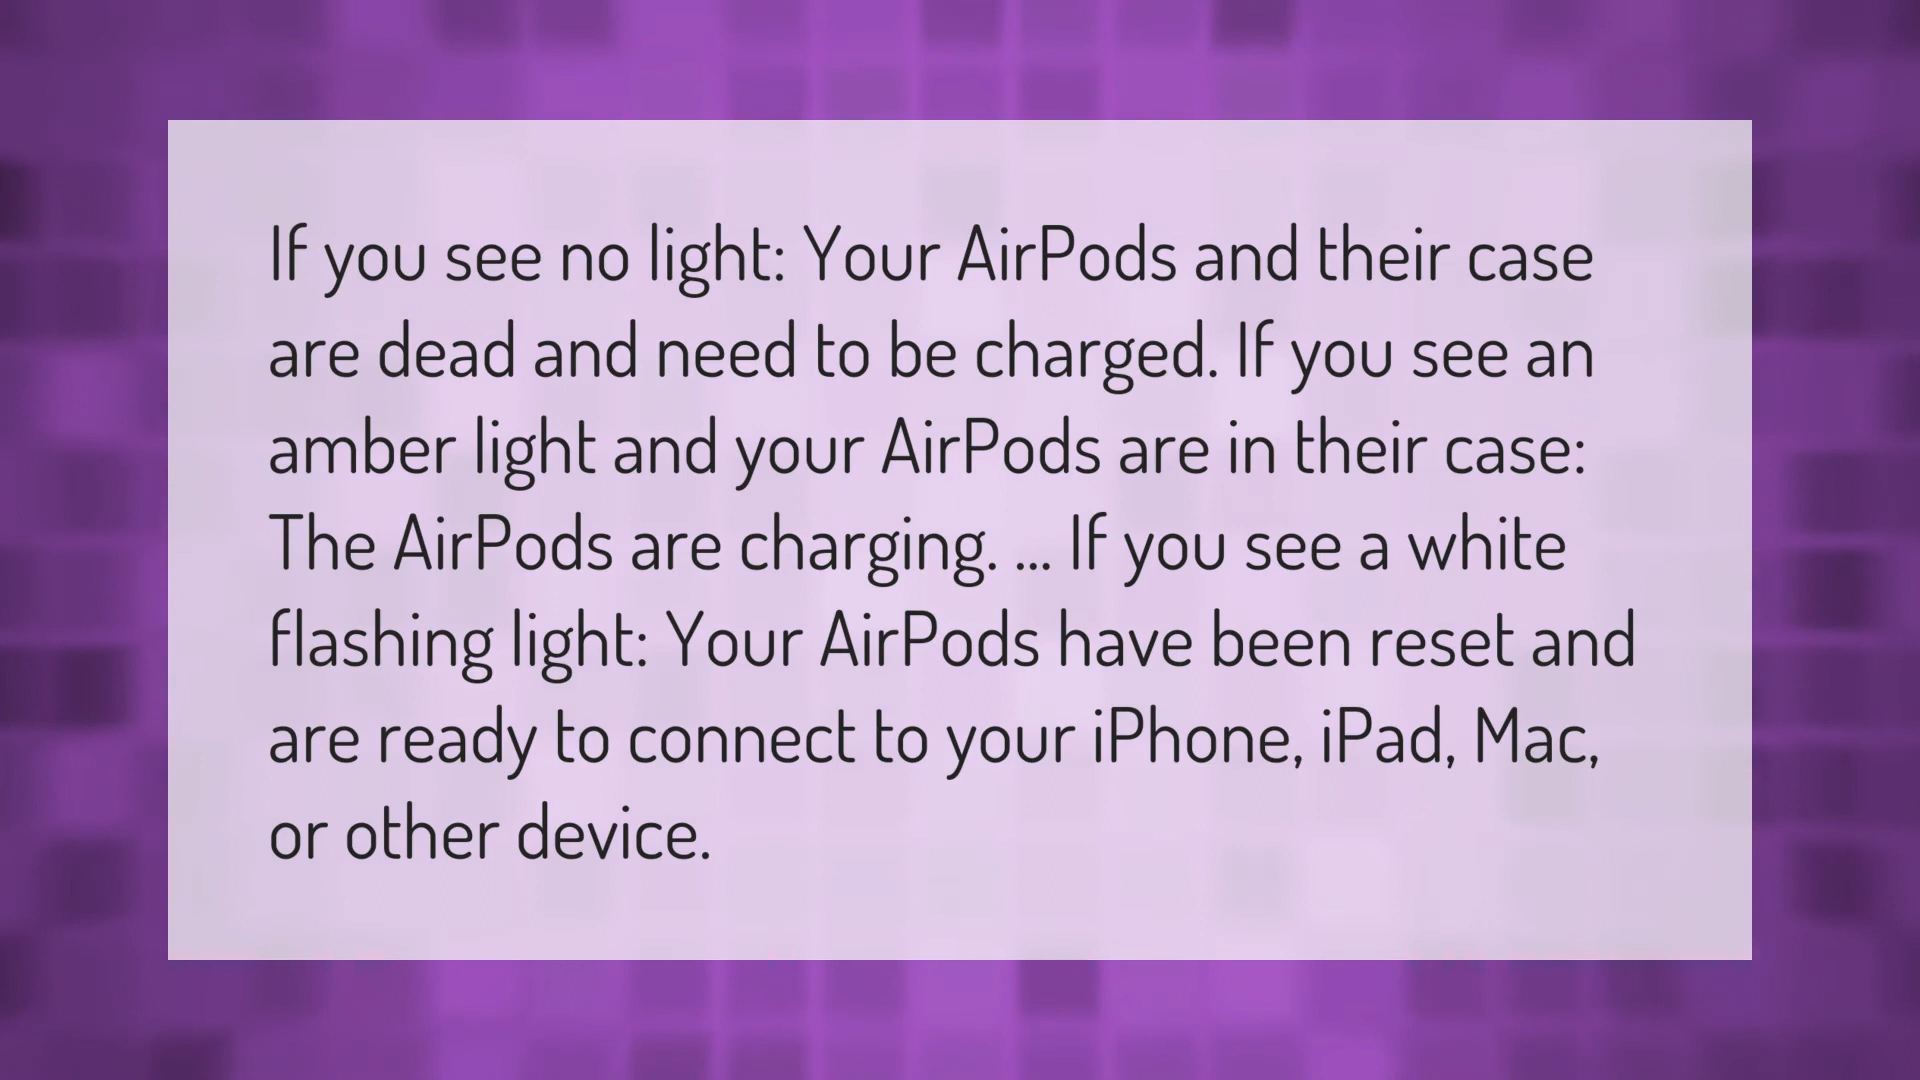 If you see no light: Your AirPods and their case
are dead and need to be charged. If you see an
amber light and your AirPods are in their case:
The AirPods are charging. ... If you see a white
flashing light: Your AirPods have been reset and
are ready to connect to your iPhone, iPad, Mac,
or other device.